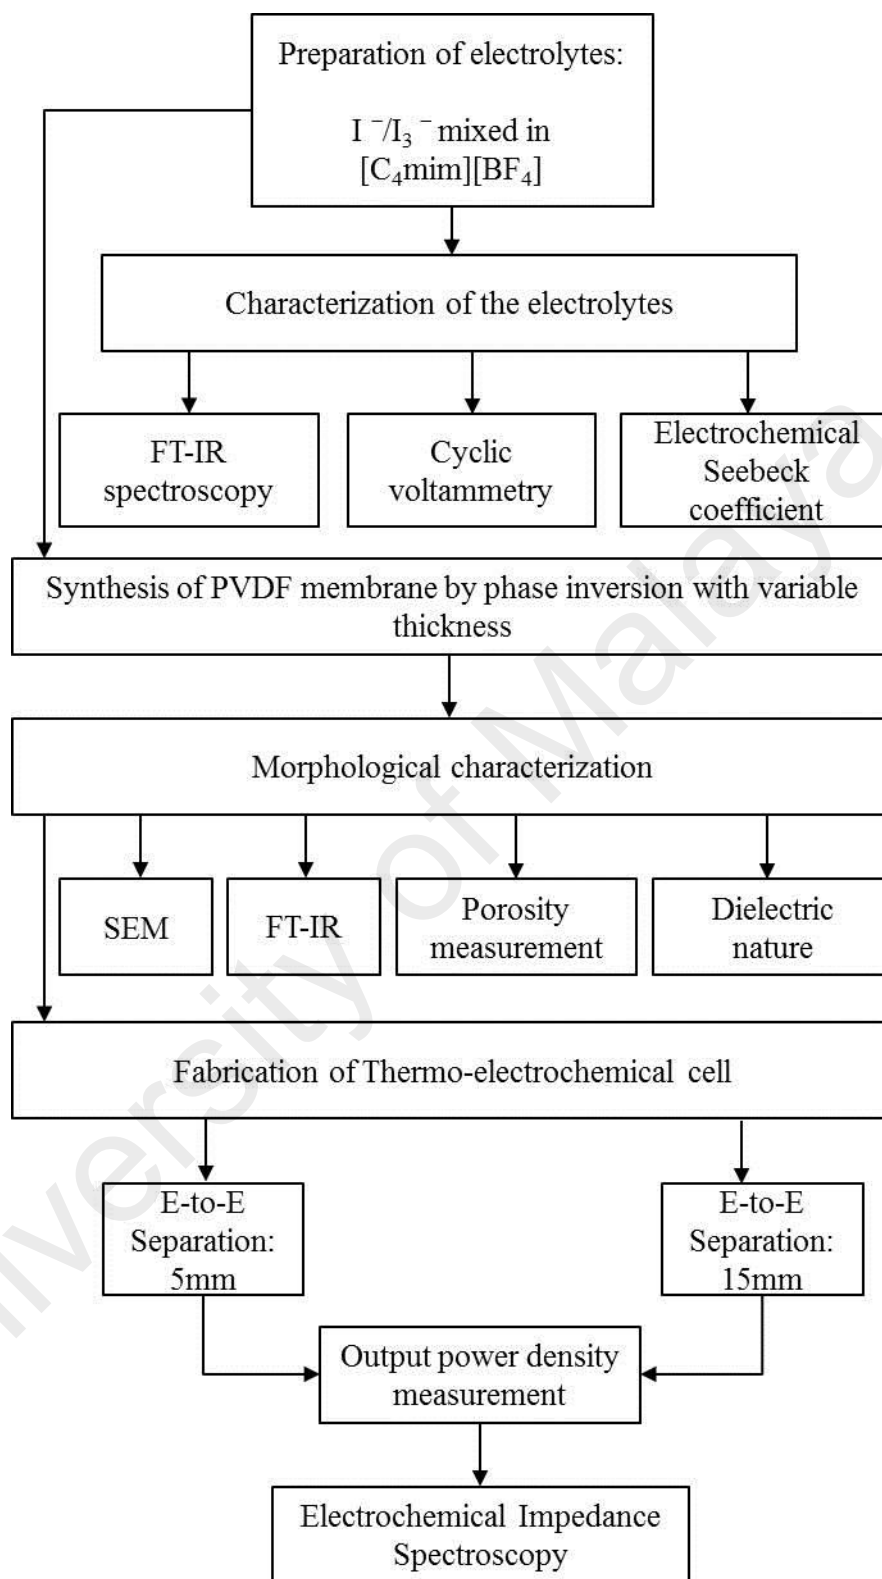 Preparation of electrolytes:
I⁻/I₃⁻ mixed in
[C₄mim][BF₄]
Characterization of the electrolytes
FT-IR
spectroscopy
Cyclic
voltammetry
Electrochemical
Seebeck
coefficient
Synthesis of PVDF membrane by phase inversion with variable
thickness
Morphological characterization
SEM
FT-IR
Porosity
measurement
Dielectric
nature
Fabrication of Thermo-electrochemical cell
E-to-E
Separation:
5mm
E-to-E
Separation:
15mm
Output power density
measurement
Electrochemical Impedance
Spectroscopy
University of Malaya